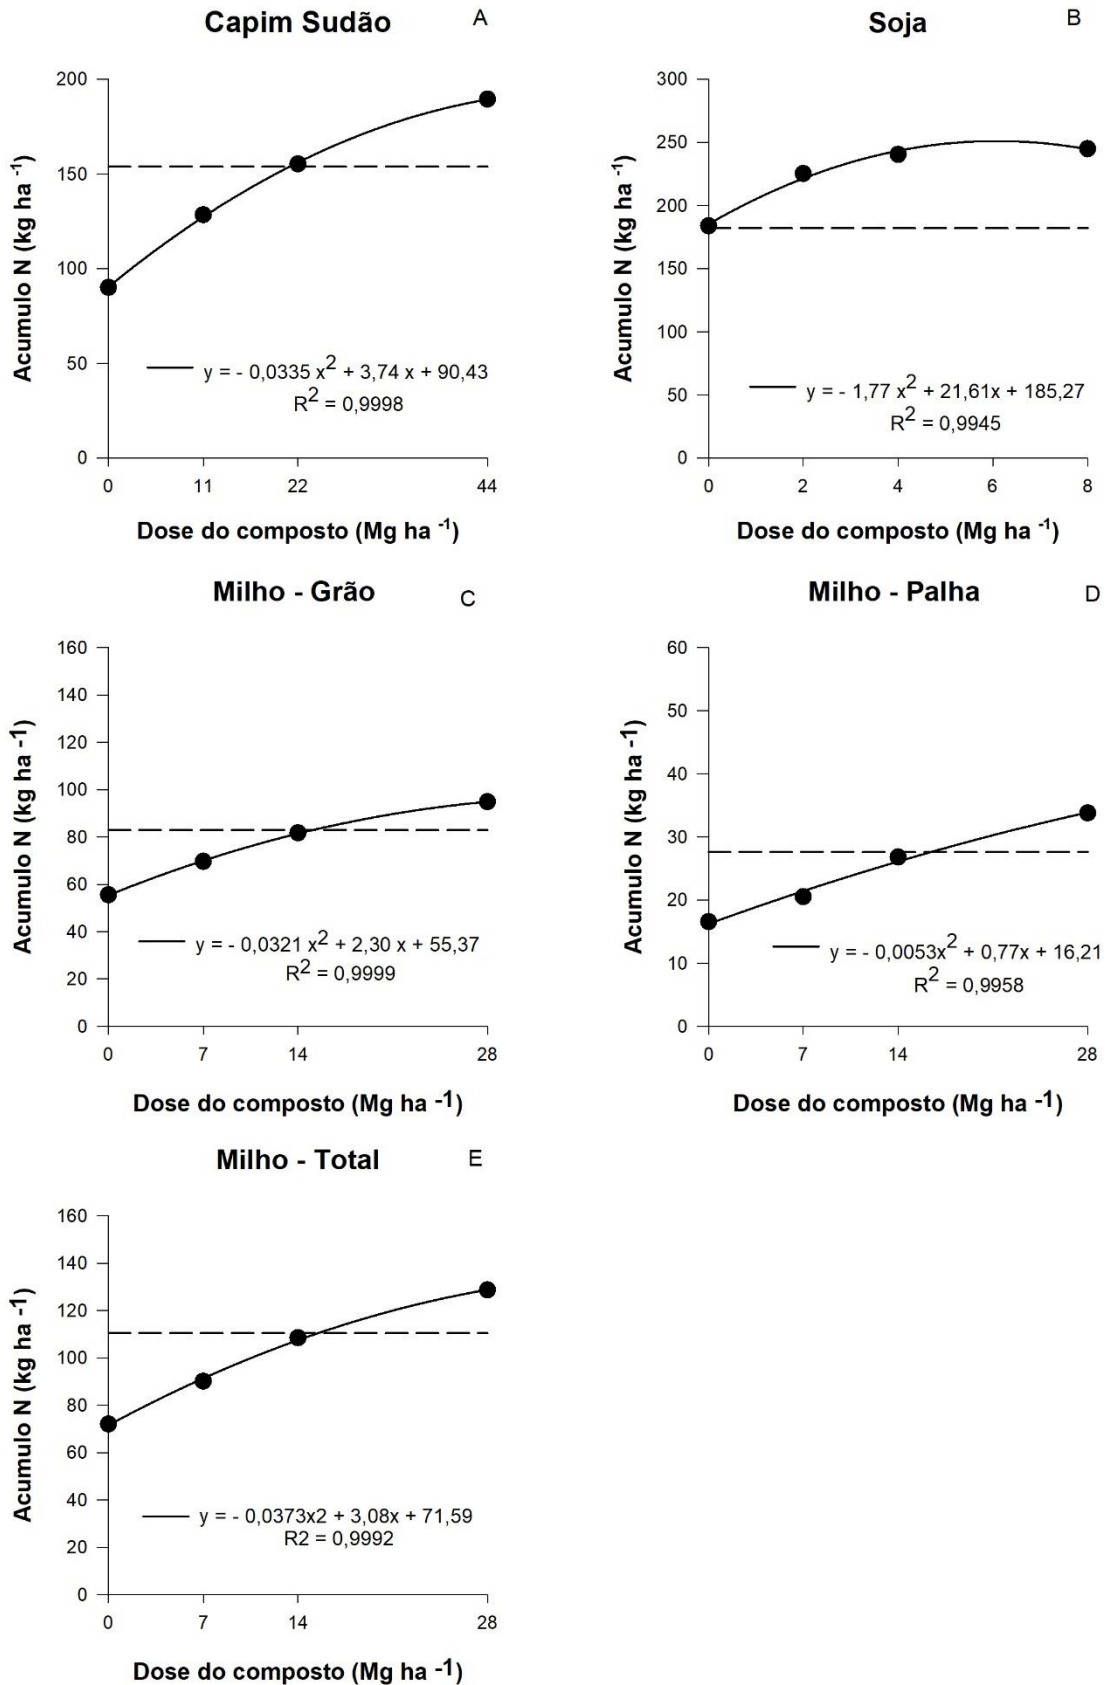 Capim Sudão A
Acumulo N (kg ha -1)
200
150
100
50
0
y = - 0,0335 x2 + 3,74 x + 90,43
R2 = 0,9998
0 11 22 44
Dose do composto (Mg ha -1)
Soja B
Acumulo N (kg ha -1)
300
250
200
150
100
50
0
y = - 1,77 x2 + 21,61x + 185,27
R2 = 0,9945
0 2 4 6 8
Dose do composto (Mg ha -1)
Milho - Grão C
Acumulo N (kg ha -1)
160
140
120
100
80
60
40
20
0
y = - 0,0321 x2 + 2,30 x + 55,37
R2 = 0,9999
0 7 14 28
Dose do composto (Mg ha -1)
Milho - Palha D
Acumulo N (kg ha -1)
60
50
40
30
20
10
0
y = - 0,0053x2 + 0,77x + 16,21
R2 = 0,9958
0 7 14 28
Dose do composto (Mg ha -1)
Milho - Total E
Acumulo N (kg ha -1)
160
140
120
100
80
60
40
20
0
y = - 0,0373x2 + 3,08x + 71,59
R2 = 0,9992
0 7 14 28
Dose do composto (Mg ha -1)